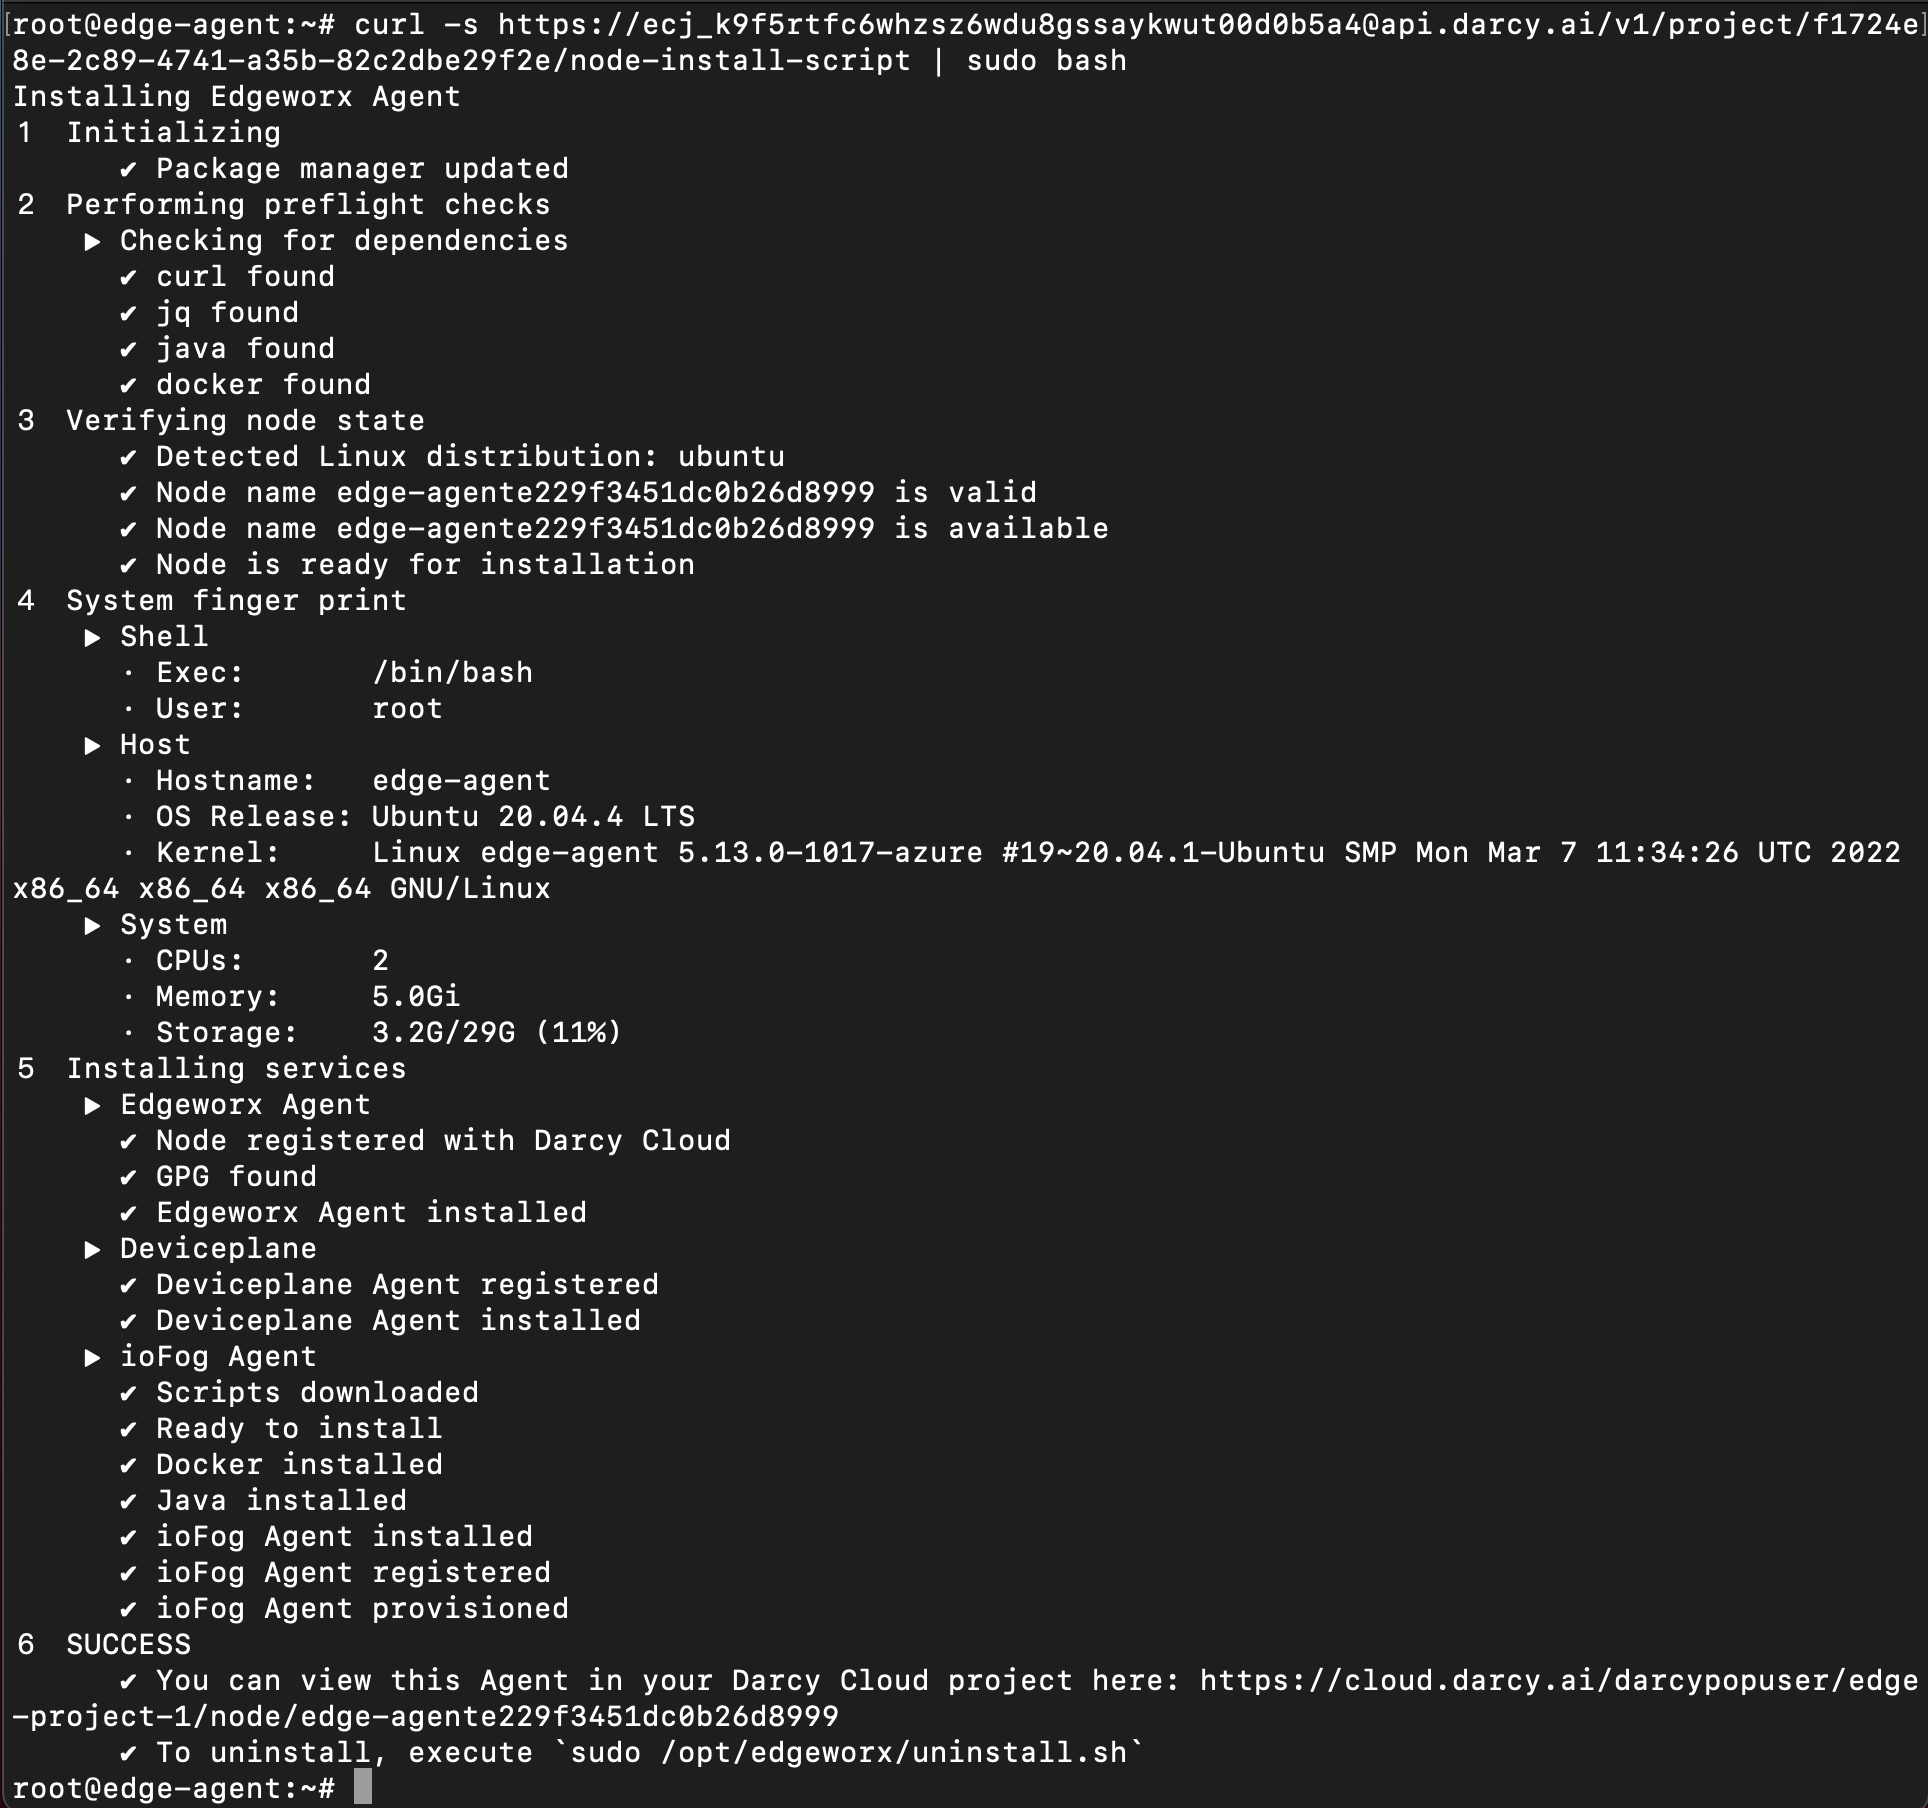 root@edge-agent:~# curl -s https://ecj_k9f5rtfc6whzsz6wdu8gssaykwut00d0b5a4@api.darcy.ai/v1/project/f1724e
8e-2c89-4741-a35b-82c2dbe29f2e/node-install-script | sudo bash
Installing Edgeworx Agent
1  Initializing
      ✔ Package manager updated
2  Performing preflight checks
    ▶ Checking for dependencies
      ✔ curl found
      ✔ jq found
      ✔ java found
      ✔ docker found
3  Verifying node state
      ✔ Detected Linux distribution: ubuntu
      ✔ Node name edge-agente229f3451dc0b26d8999 is valid
      ✔ Node name edge-agente229f3451dc0b26d8999 is available
      ✔ Node is ready for installation
4  System finger print
    ▶ Shell
      · Exec:       /bin/bash
      · User:       root
    ▶ Host
      · Hostname:   edge-agent
      · OS Release: Ubuntu 20.04.4 LTS
      · Kernel:     Linux edge-agent 5.13.0-1017-azure #19~20.04.1-Ubuntu SMP Mon Mar 7 11:34:26 UTC 2022
x86_64 x86_64 x86_64 GNU/Linux
    ▶ System
      · CPUs:       2
      · Memory:     5.0Gi
      · Storage:    3.2G/29G (11%)
5  Installing services
    ▶ Edgeworx Agent
      ✔ Node registered with Darcy Cloud
      ✔ GPG found
      ✔ Edgeworx Agent installed
    ▶ Deviceplane
      ✔ Deviceplane Agent registered
      ✔ Deviceplane Agent installed
    ▶ ioFog Agent
      ✔ Scripts downloaded
      ✔ Ready to install
      ✔ Docker installed
      ✔ Java installed
      ✔ ioFog Agent installed
      ✔ ioFog Agent registered
      ✔ ioFog Agent provisioned
6  SUCCESS
      ✔ You can view this Agent in your Darcy Cloud project here: https://cloud.darcy.ai/darcypopuser/edge
-project-1/node/edge-agente229f3451dc0b26d8999
      ✔ To uninstall, execute `sudo /opt/edgeworx/uninstall.sh`
root@edge-agent:~#